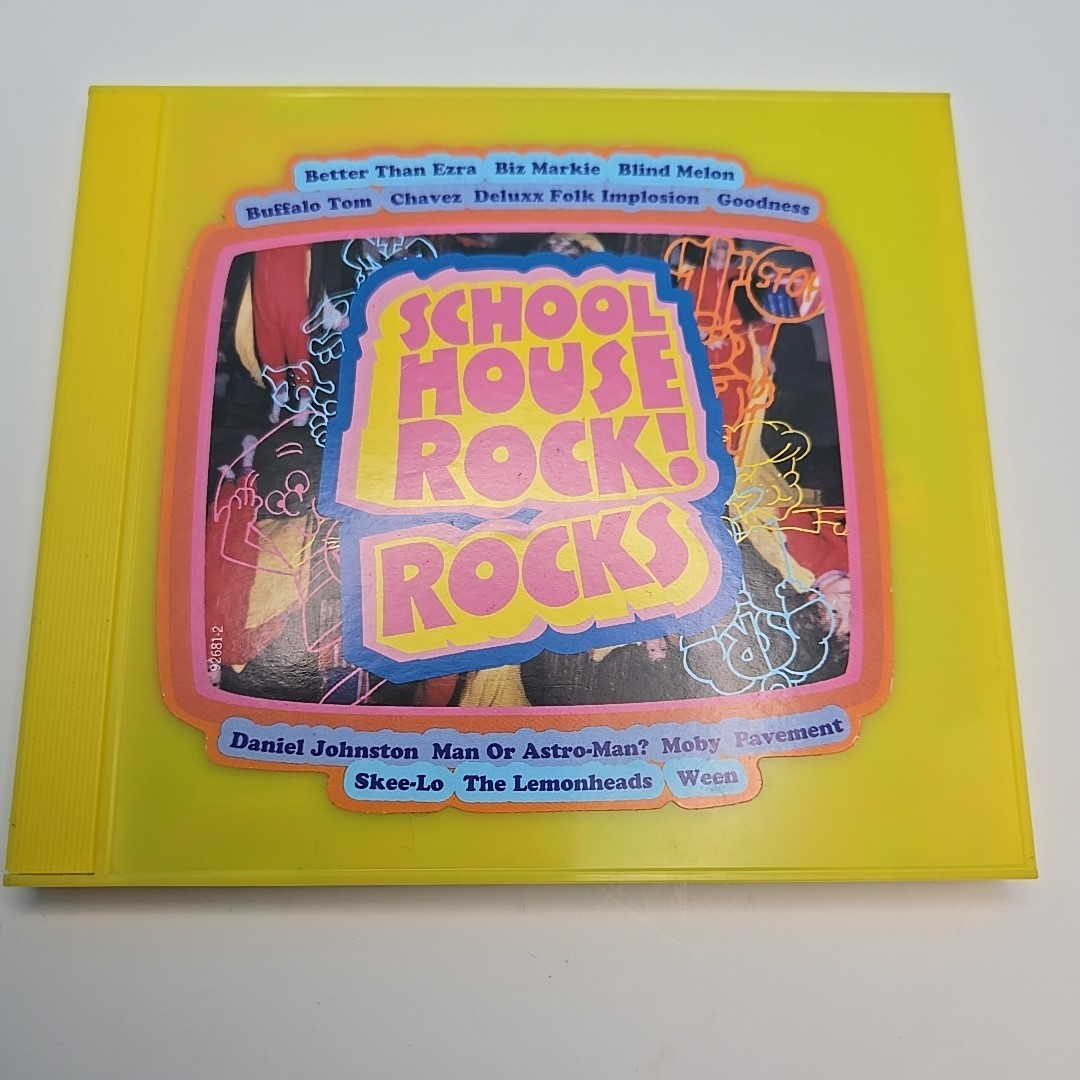 Better Than Ezra Biz Markie Blind Melon
Buffalo Tom Chavez Deluxx Folk Implosion Goodness
STOP
SCHOOL
HOUSE
ROCK!
ROCKS
92681-2
Daniel Johnston Man Or Astro-Man? Moby Pavement
Skee-Lo The Lemonheads Ween